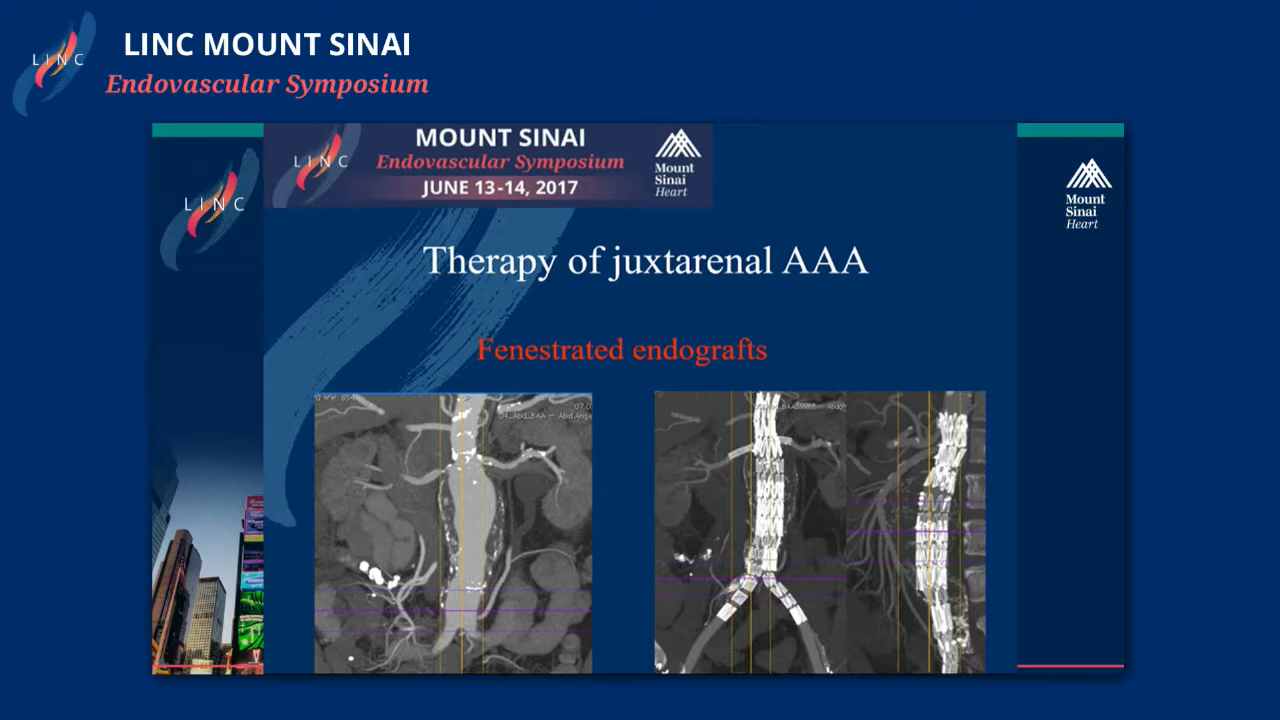 LINC
LINC MOUNT SINAI
Endovascular Symposium
LINC
LINC
MOUNT SINAI
Endovascular Symposium
JUNE 13-14, 2017
Mount
Sinai
Heart
Mount
Sinai
Heart
Therapy of juxtarenal AAA
Fenestrated endografts